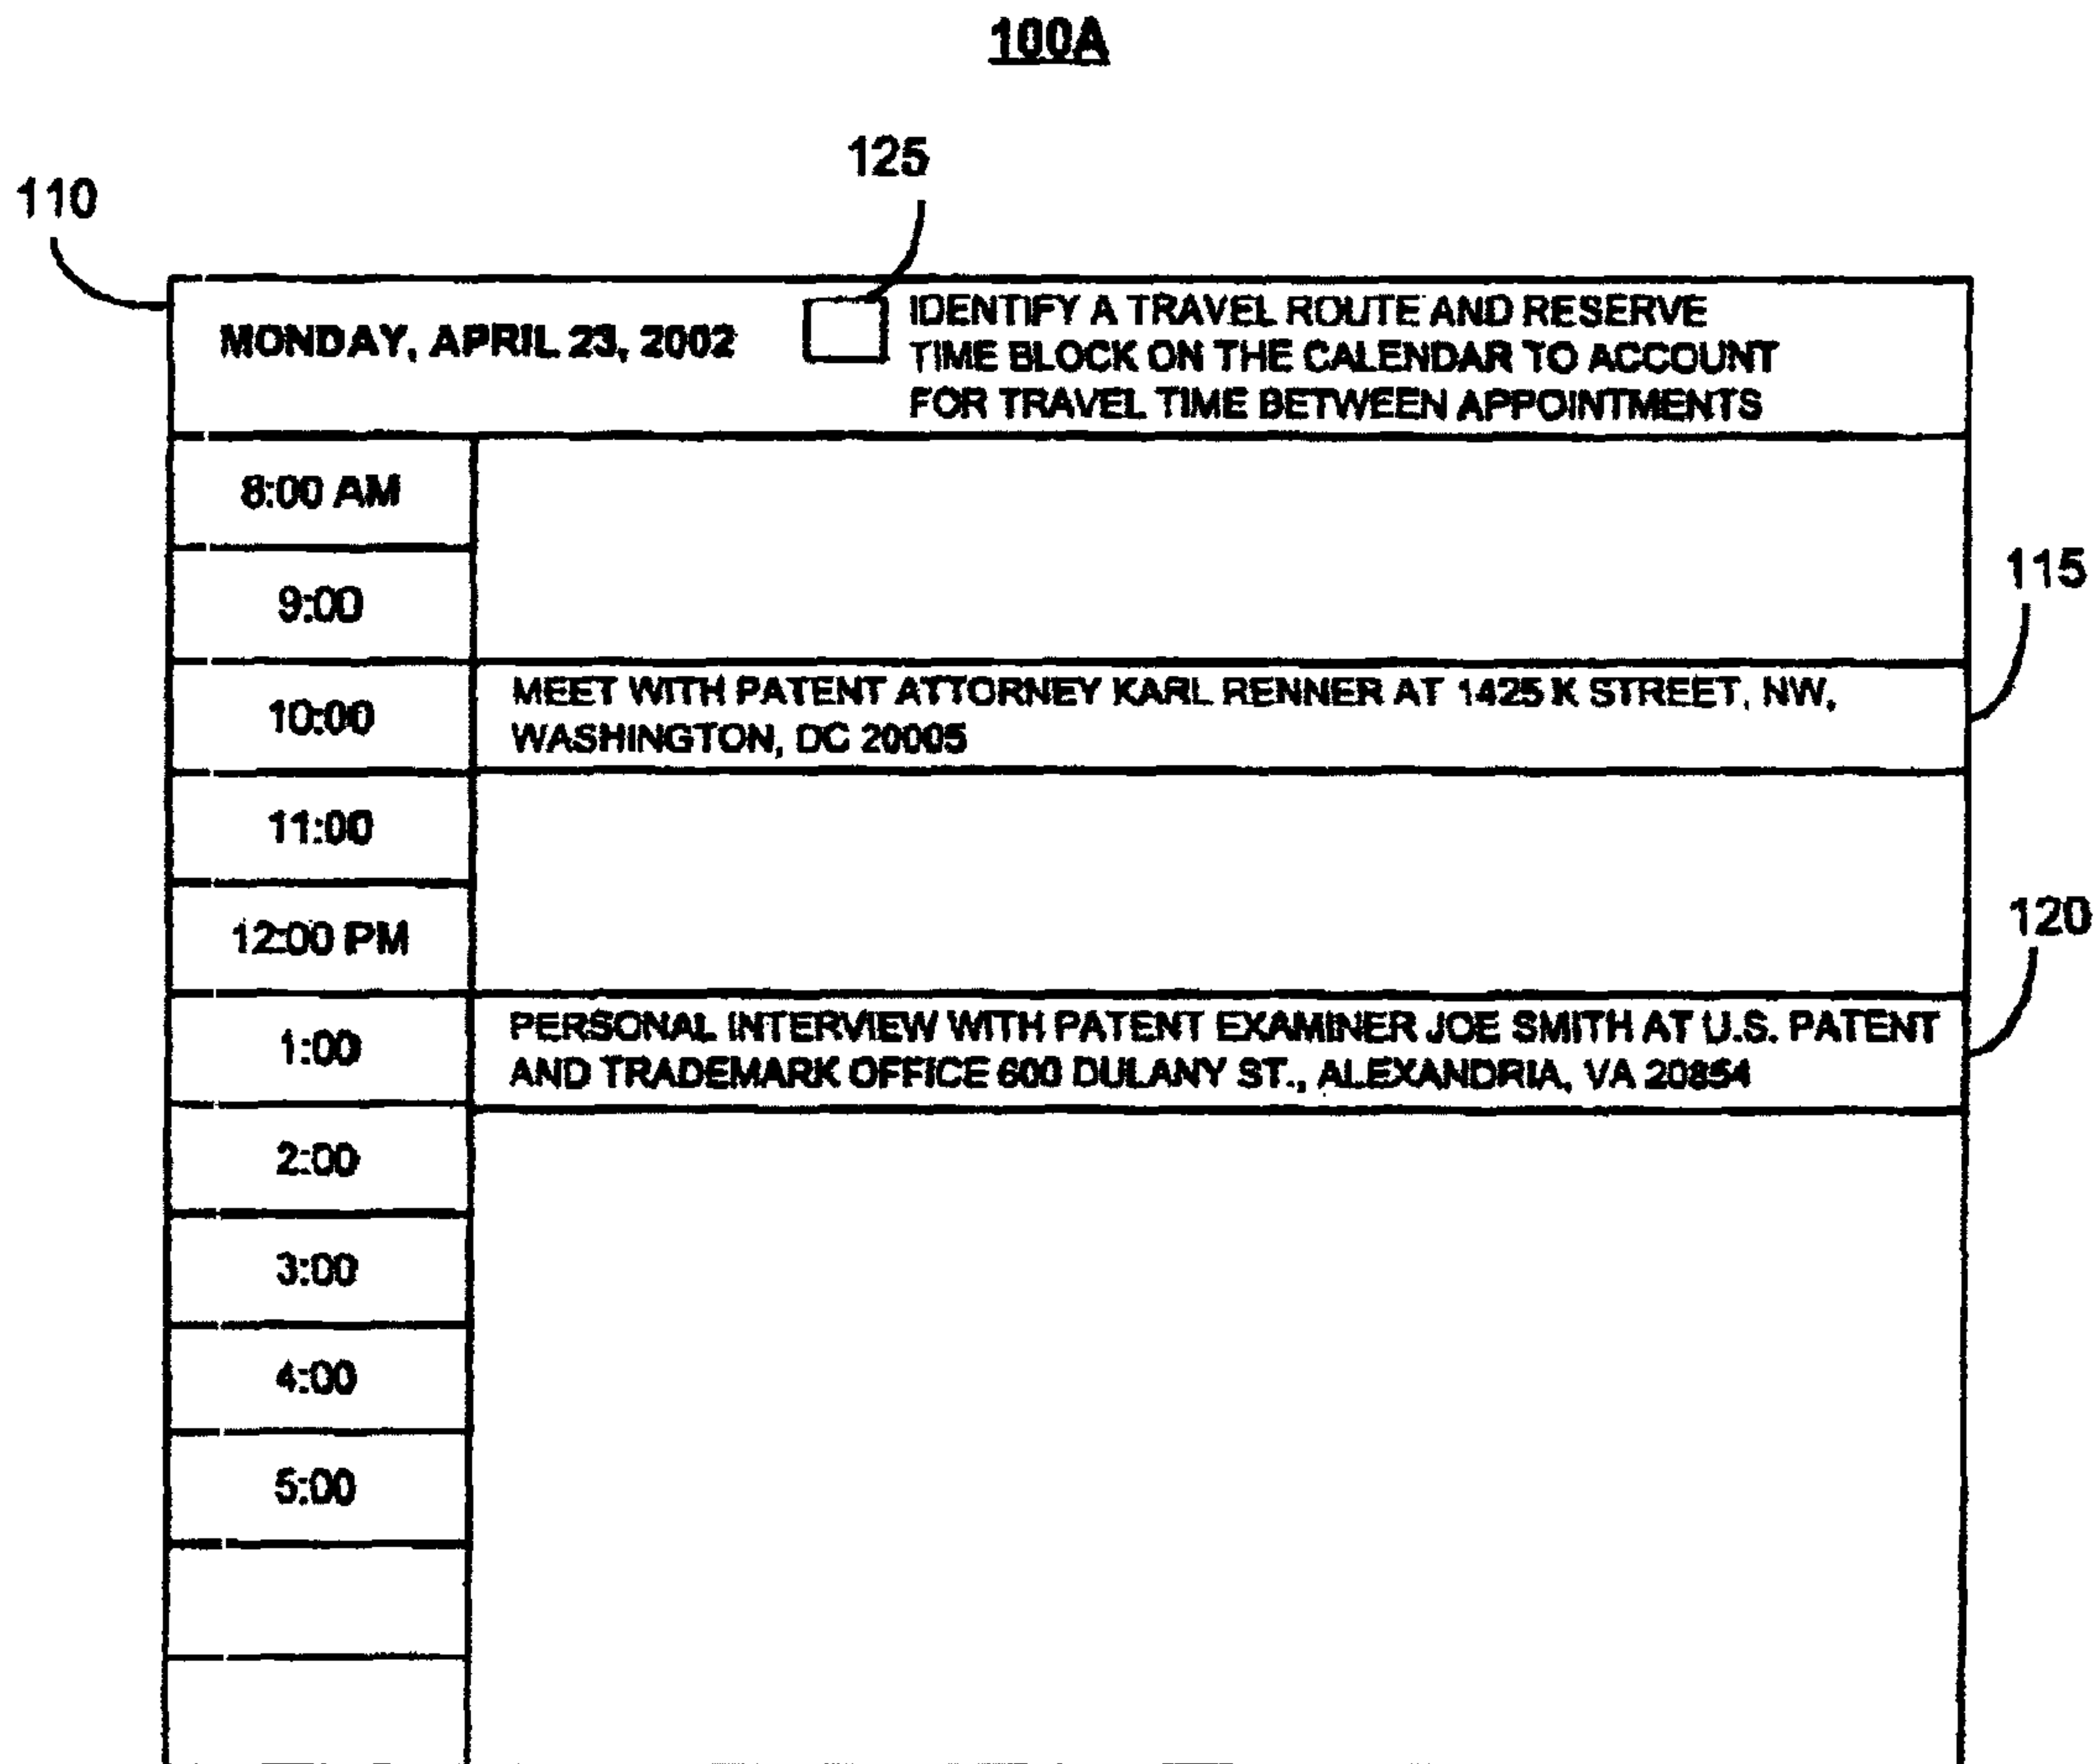 100A
125
110
MONDAY, APRIL 23, 2002
IDENTIFY A TRAVEL ROUTE AND RESERVE
TIME BLOCK ON THE CALENDAR TO ACCOUNT
FOR TRAVEL TIME BETWEEN APPOINTMENTS
8:00 AM
9:00
115
10:00
MEET WITH PATENT ATTORNEY KARL RENNER AT 1425 K STREET, NW,
WASHINGTON, DC 20005
11:00
12:00 PM
120
1:00
PERSONAL INTERVIEW WITH PATENT EXAMINER JOE SMITH AT U.S. PATENT
AND TRADEMARK OFFICE 600 DULANY ST., ALEXANDRIA, VA 20854
2:00
3:00
4:00
5:00